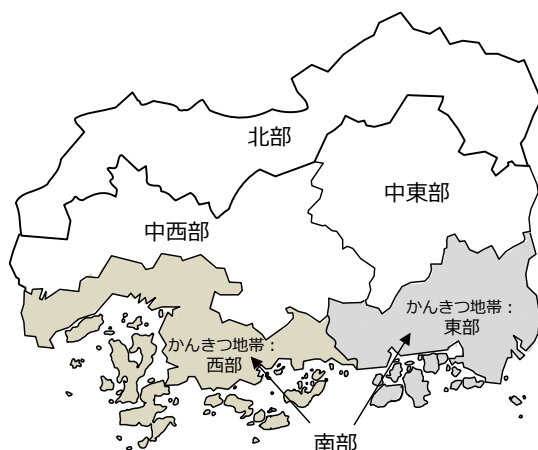 北部
中東部
中西部
かんきつ地帯：
東部
かんきつ地帯：
西部
南部